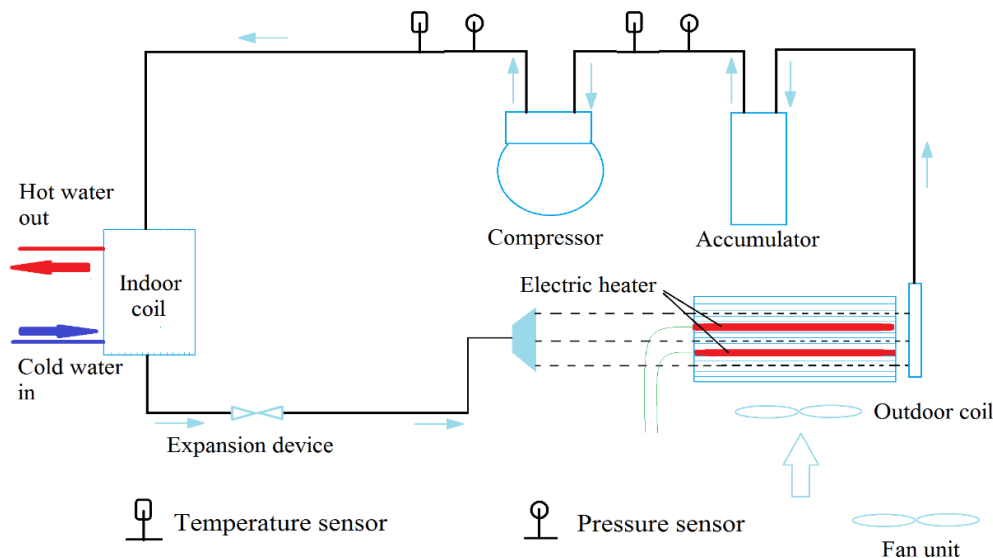 Hot water
out
Indoor
coil
Cold water
in
Expansion device
Compressor
Accumulator
Electric heater
Outdoor coil
Temperature sensor
Pressure sensor
Fan unit